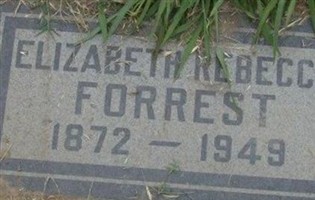 ELIZABETH REBECC
FORREST
1872 — 1949